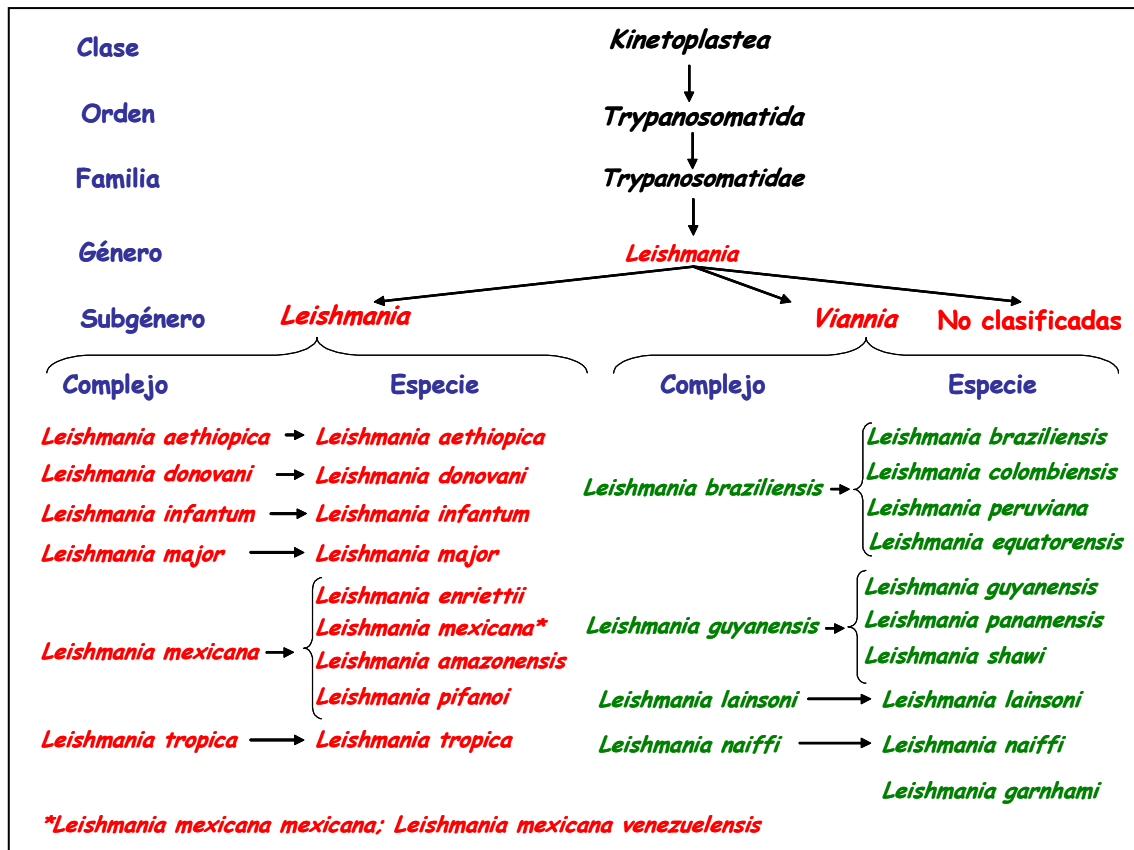 Clase Kinetoplastea
Orden Trypanosomatida
Familia Trypanosomatidae
Género Leishmania
Subgénero Leishmania Viannia No clasificadas
Complejo Especie Complejo Especie
Leishmania aethiopica Leishmania aethiopica
Leishmania donovani Leishmania donovani
Leishmania infantum Leishmania infantum
Leishmania major Leishmania major
Leishmania mexicana
Leishmania enriettii
Leishmania mexicana*
Leishmania amazonensis
Leishmania pifanoi
Leishmania tropica Leishmania tropica
Leishmania braziliensis
Leishmania braziliensis
Leishmania colombiensis
Leishmania peruviana
Leishmania equatorensis
Leishmania guyanensis
Leishmania guyanensis
Leishmania panamensis
Leishmania shawi
Leishmania lainsoni Leishmania lainsoni
Leishmania naiffi Leishmania naiffi
Leishmania garnhami
*Leishmania mexicana mexicana; Leishmania mexicana venezuelensis